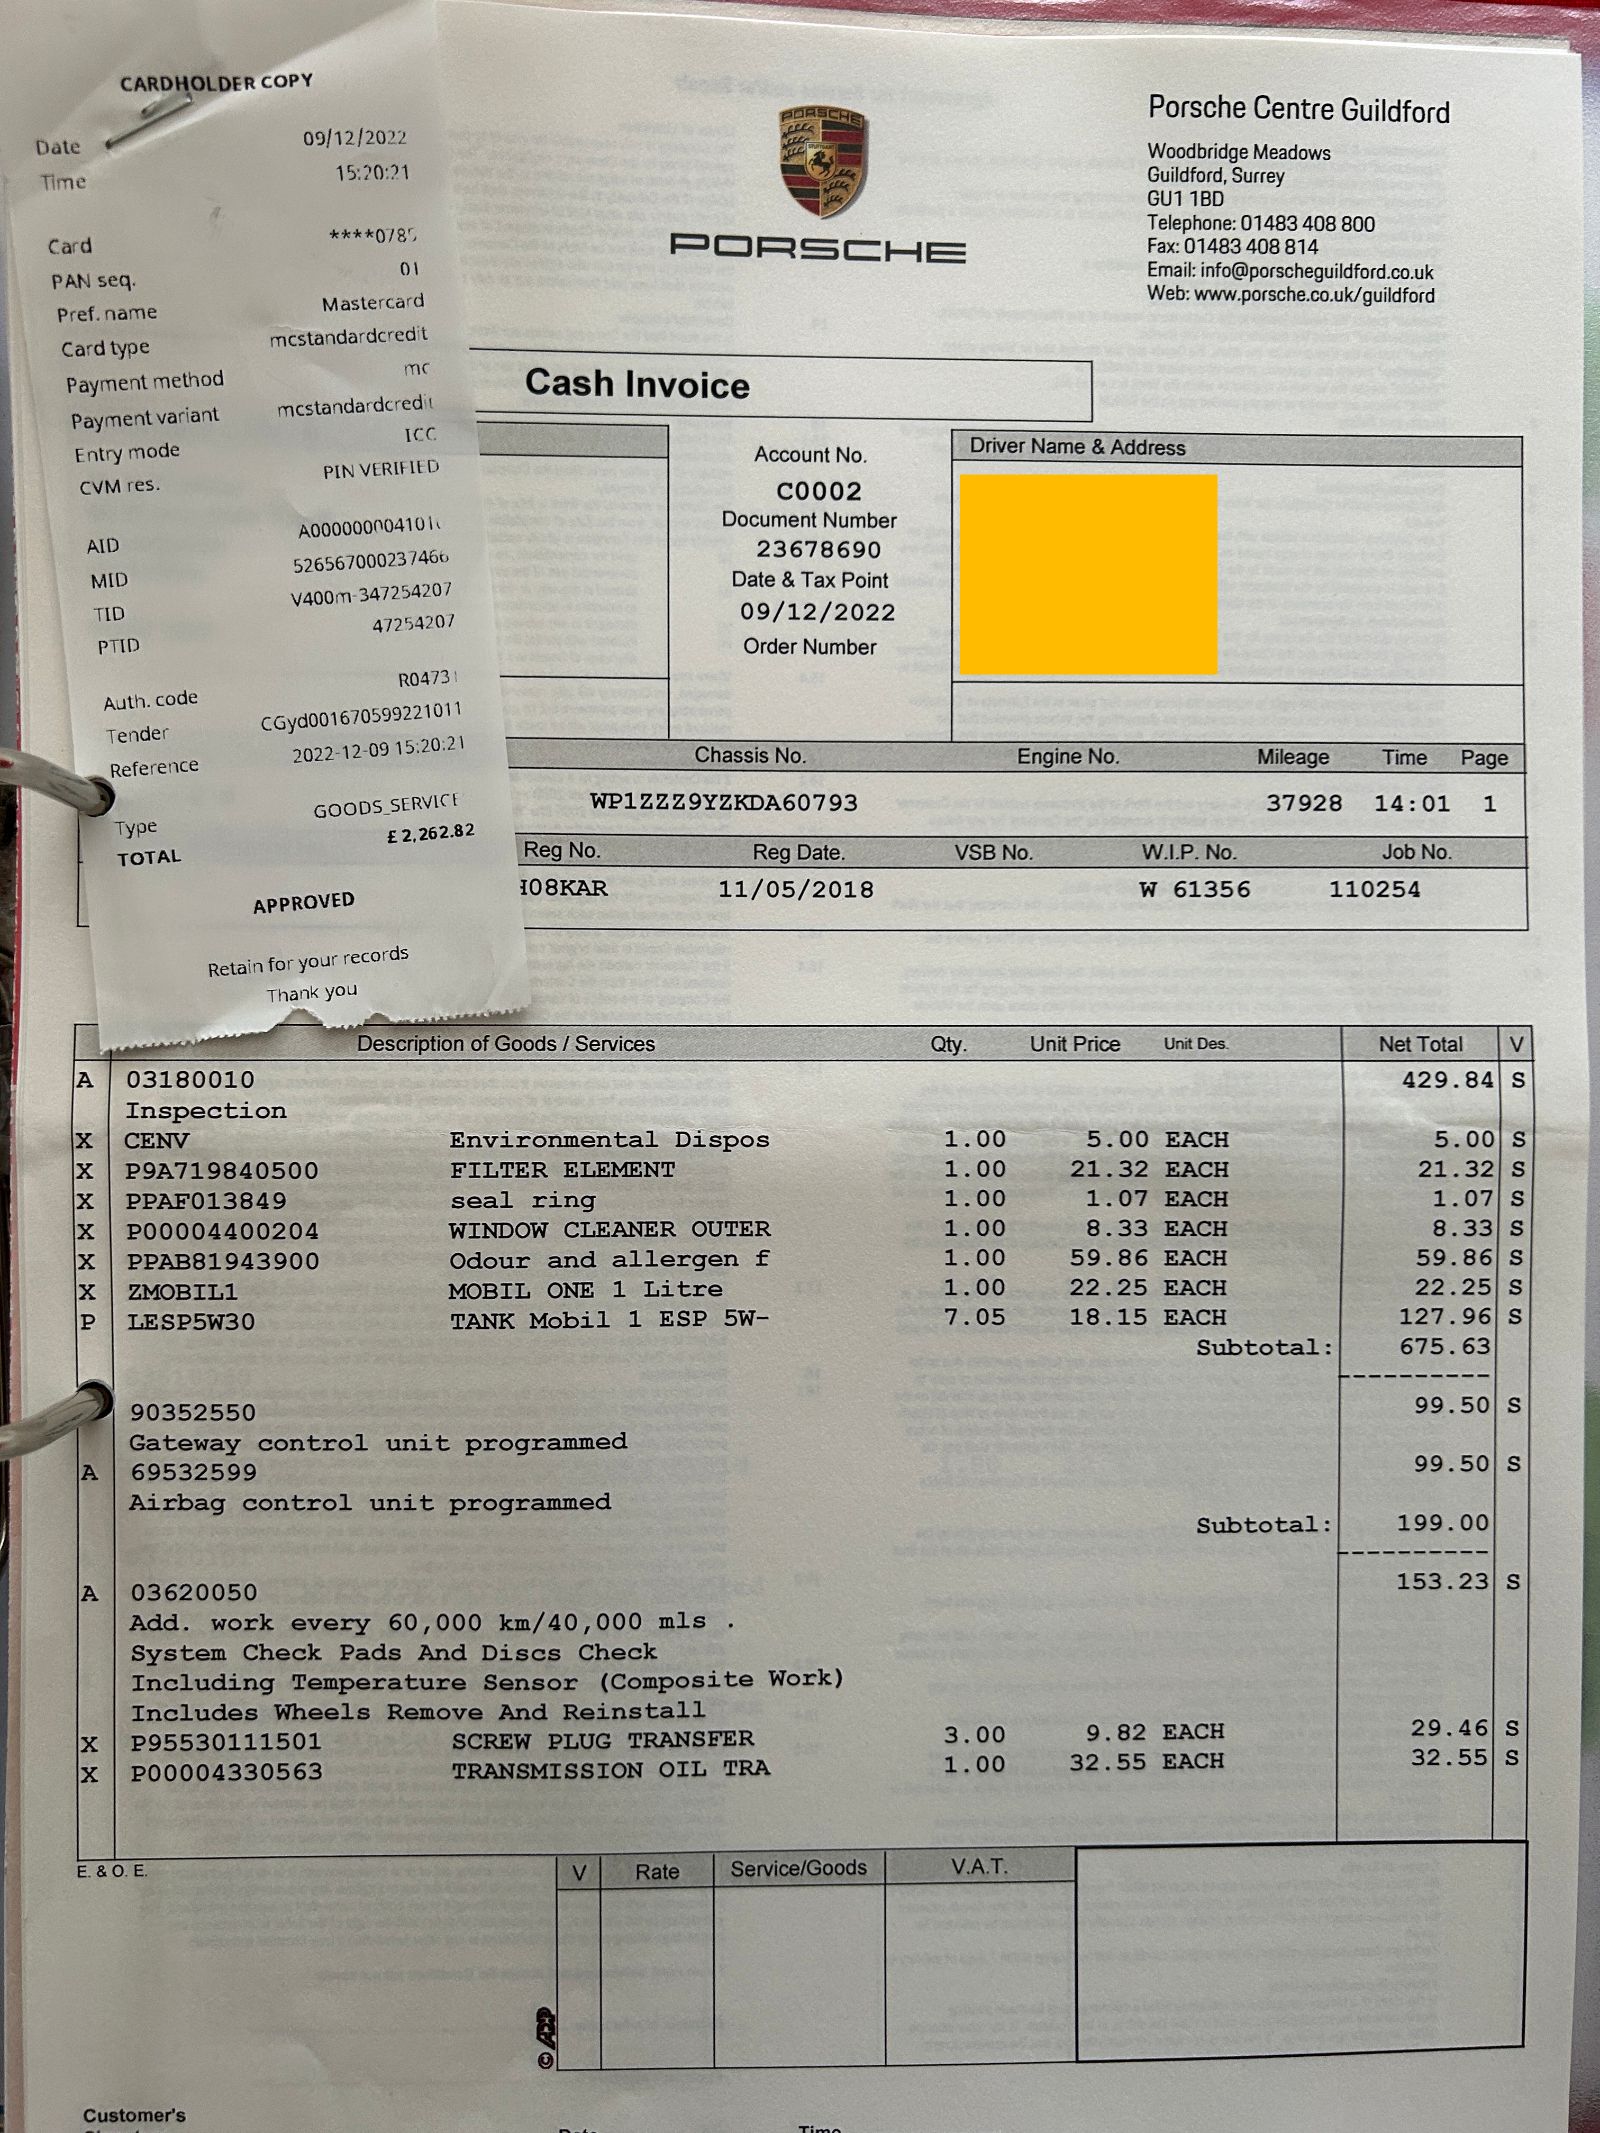 CARDHOLDER COPY
Date 09/12/2022
Time 15:20:21
Card ****0785
PAN seq. 01
Pref. name Mastercard
Card type mcstandardcredit
Payment method mc
Payment variant mcstandardcredit
Entry mode ICC
CVM res. PIN VERIFIED
AID
MID 526567000237466
TID V400m-347254207
PTID 47254207
Auth. code R04731
Tender CGyd001670599221011
Reference 2022-12-09 15:20:21
Type GOODS_SERVICE
TOTAL £ 2,262.82
APPROVED
Retain for your records
Thank you
PORSCHE
STUTTGART
PORSCHE
Porsche Centre Guildford
Woodbridge Meadows
Guildford, Surrey
GU1 1BD
Telephone: 01483 408 800
Fax: 01483 408 814
Email: info@porscheguildford.co.uk
Web: www.porsche.co.uk/guildford
Cash Invoice
Account No.
C0002
Document Number
23678690
Date & Tax Point
09/12/2022
Order Number
Driver Name & Address
Chassis No. Engine No. Mileage Time Page
WP1ZZZ9YZKDA60793 37928 14:01 1
Reg No. Reg Date. VSB No. W.I.P. No. Job No.
H08KAR 11/05/2018 W 61356 110254
Description of Goods / Services Qty. Unit Price Unit Des. Net Total V
A 03180010 429.84 S
Inspection
X CENV Environmental Dispos 1.00 5.00 EACH 5.00 S
X P9A719840500 FILTER ELEMENT 1.00 21.32 EACH 21.32 S
X PPAF013849 seal ring 1.00 1.07 EACH 1.07 S
X P00004400204 WINDOW CLEANER OUTER 1.00 8.33 EACH 8.33 S
X PPAB81943900 Odour and allergen f 1.00 59.86 EACH 59.86 S
X ZMOBIL1 MOBIL ONE 1 Litre 1.00 22.25 EACH 22.25 S
P LESP5W30 TANK Mobil 1 ESP 5W- 7.05 18.15 EACH 127.96 S
Subtotal: 675.63
----------
90352550 99.50 S
Gateway control unit programmed
A 69532599 99.50 S
Airbag control unit programmed
Subtotal: 199.00
----------
A 03620050 153.23 S
Add. work every 60,000 km/40,000 mls .
System Check Pads And Discs Check
Including Temperature Sensor (Composite Work)
Includes Wheels Remove And Reinstall
X P95530111501 SCREW PLUG TRANSFER 3.00 9.82 EACH 29.46 S
X P00004330563 TRANSMISSION OIL TRA 1.00 32.55 EACH 32.55 S
E. & O. E.
V Rate Service/Goods V.A.T.
© ADP
Customer's